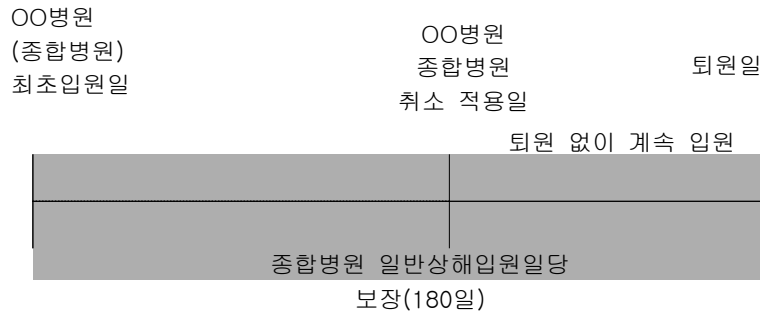 OO병원
(종합병원)
최초입원일
OO병원
종합병원
취소 적용일
퇴원일
퇴원 없이 계속 입원
종합병원 일반상해입원일당
보장(180일)